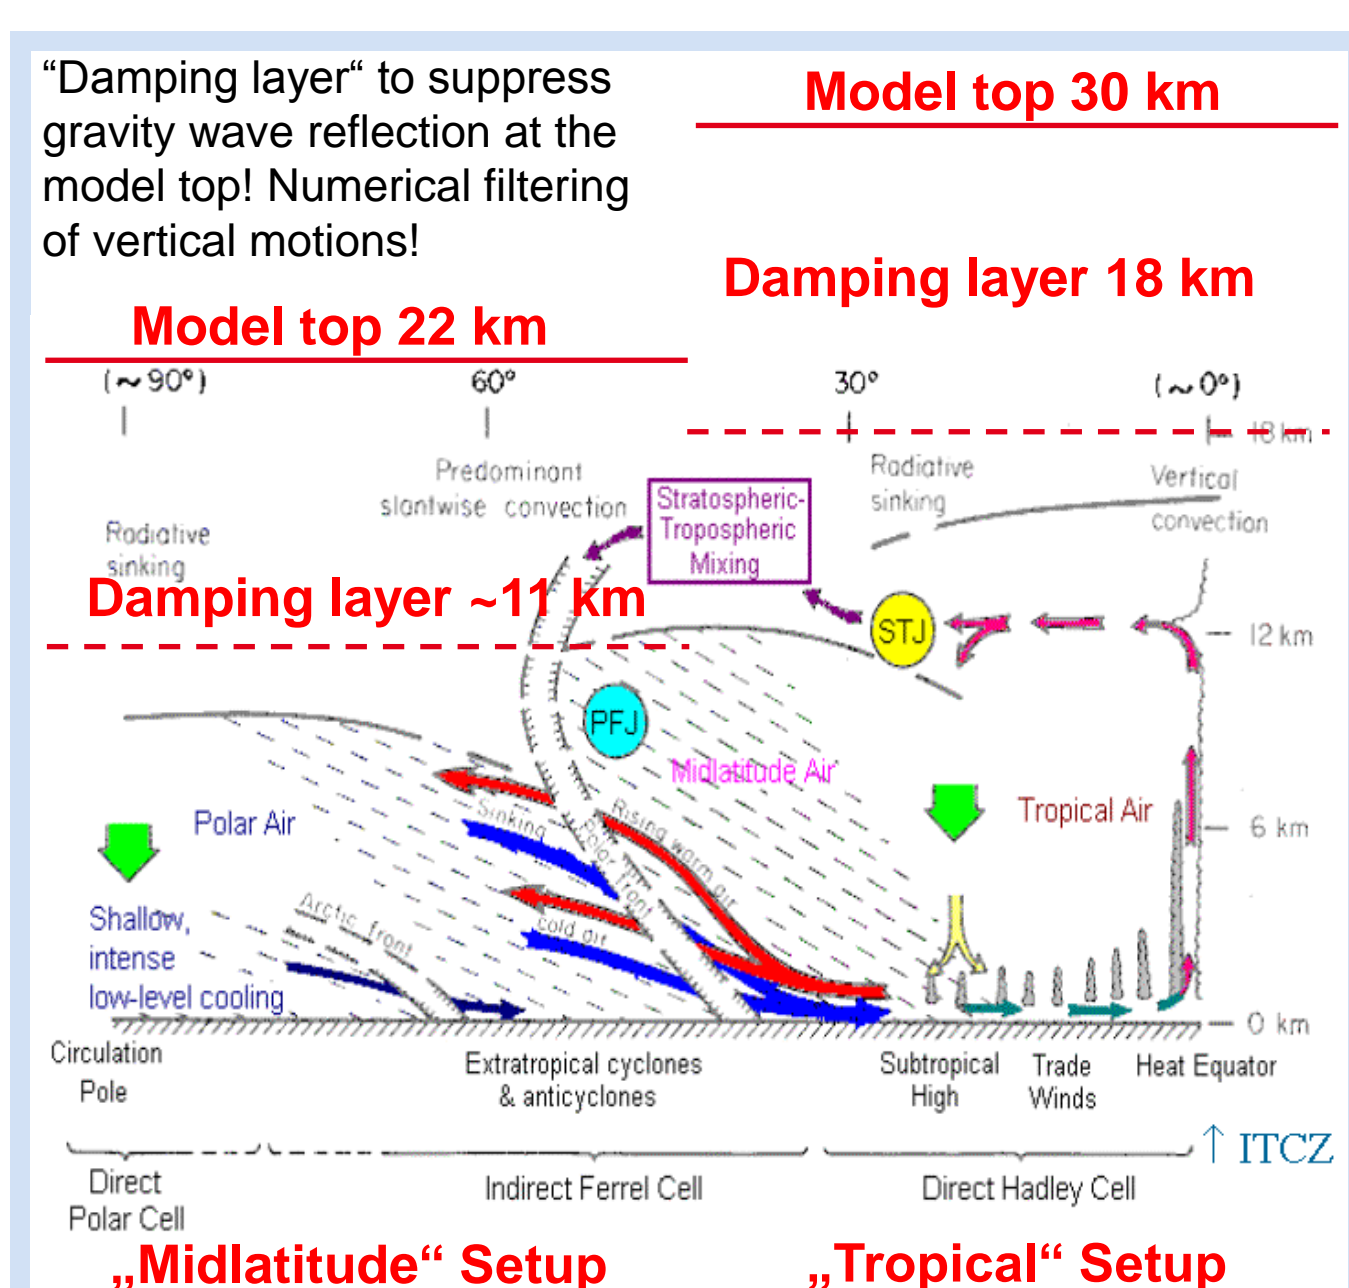 “Damping layer“ to suppress
gravity wave reflection at the
model top! Numerical filtering
of vertical motions!
Model top 30 km
Damping layer 18 km
Model top 22 km
(~90°)
60°
30°
(~0°)
18 km
Predominant
slantwise convection
Stratospheric-
Tropospheric
Mixing
Radiative
sinking
Vertical
convection
Radiative
sinking
Damping layer ~11 km
STJ
12 km
PFJ
Midlatitude Air
Polar Air
Sinking
Polar front
Rising warm air
Tropical Air
6 km
Shallow,
intense
low-level cooling
Arctic front
cold air
0 km
Circulation
Pole
Extratropical cyclones
& anticyclones
Subtropical
High
Trade
Winds
Heat Equator
↑ ITCZ
Direct
Polar Cell
Indirect Ferrel Cell
Direct Hadley Cell
„Midlatitude“ Setup
„Tropical“ Setup